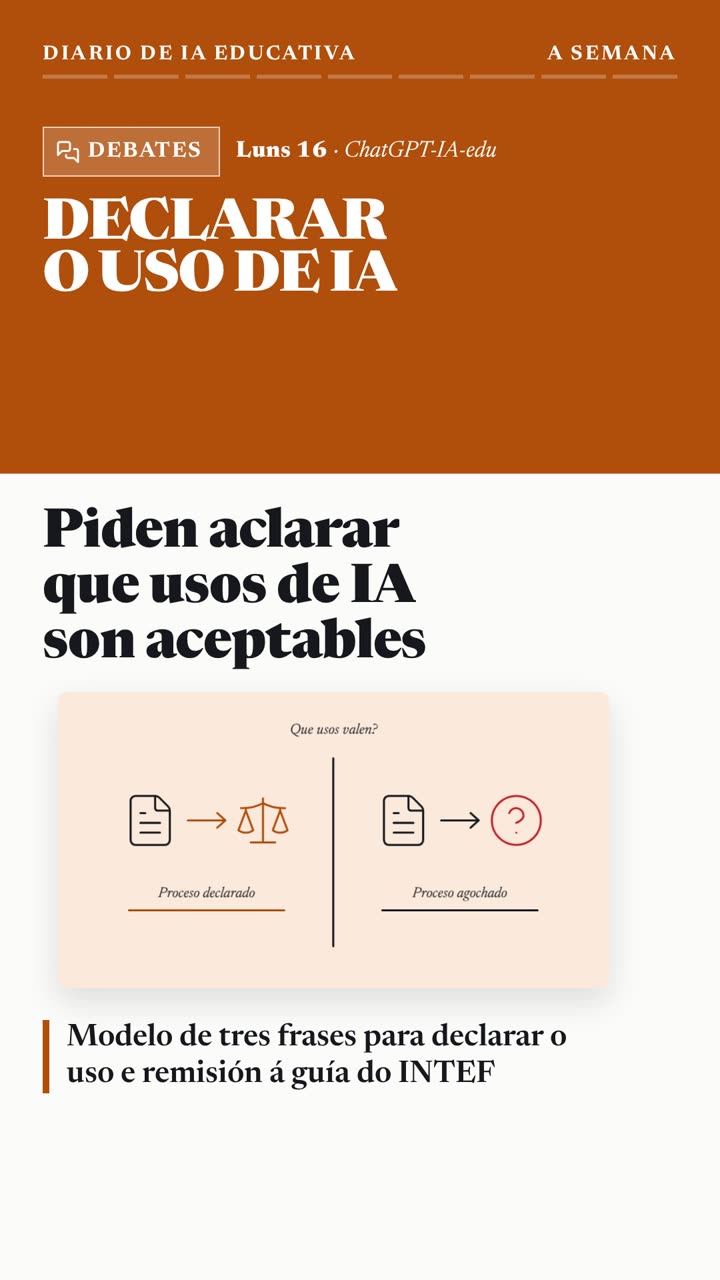 DIARIO DE IA EDUCATIVA
A SEMANA
DEBATES
Luns 16 · ChatGPT-IA-edu
DECLARAR
O USO DE IA
Piden aclarar
que usos de IA
son aceptables
Que usos valen?
Proceso declarado
Proceso agochado
Modelo de tres frases para declarar o
uso e remisión á guía do INTEF